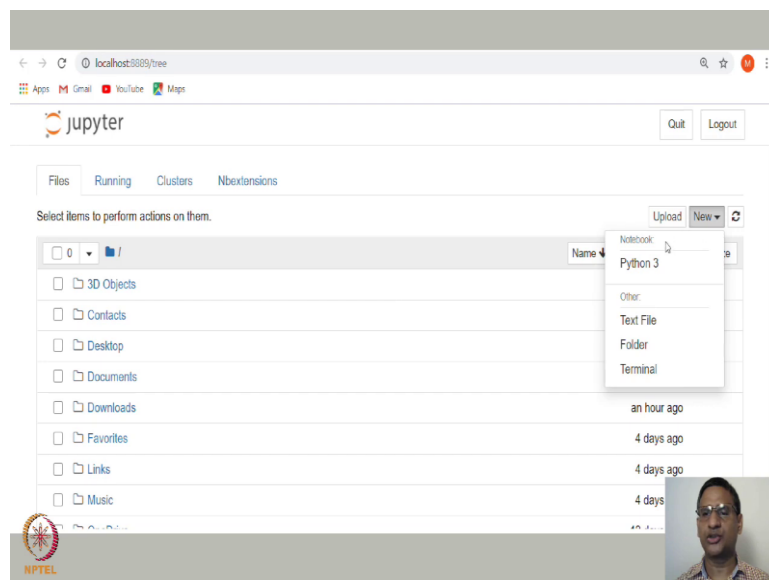 localhost:8889/tree
M
Apps M Gmail YouTube Maps
jupyter
Quit Logout
Files Running Clusters Nbextensions
Select items to perform actions on them.
Upload New
0 / Name
Notebook:
Python 3
Other:
Text File
Folder
Terminal
3D Objects
Contacts
Desktop
Documents
Downloads an hour ago
Favorites 4 days ago
Links 4 days ago
Music 4 days
NPTEL